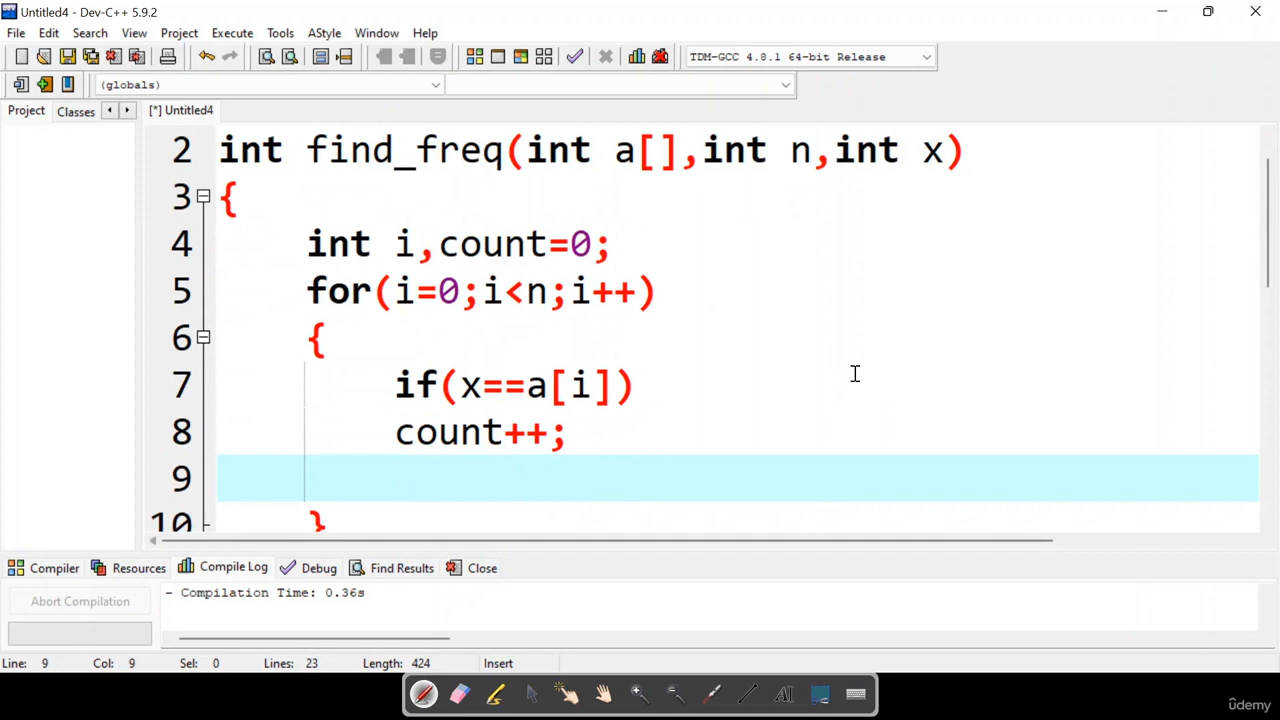 Untitled4 - Dev-C++ 5.9.2
File Edit Search View Project Execute Tools AStyle Window Help
TDM-GCC 4.8.1 64-bit Release
(globals)
Project Classes [*] Untitled4
2 int find_freq(int a[],int n,int x)
3 {
4 int i,count=0;
5 for(i=0;i<n;i++)
6 {
7 if(x==a[i])
8 count++;
9
10 }
Compiler Resources Compile Log Debug Find Results Close
Abort Compilation
- Compilation Time: 0.36s
Line: 9 Col: 9 Sel: 0 Lines: 23 Length: 424 Insert
AI
ûdemy